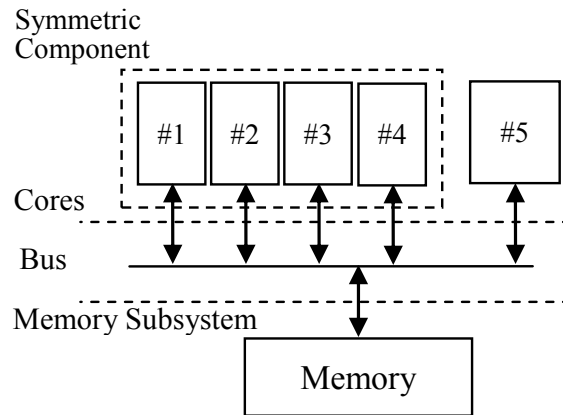 Symmetric
Component
#1 #2 #3 #4 #5
Cores
Bus
Memory Subsystem
Memory